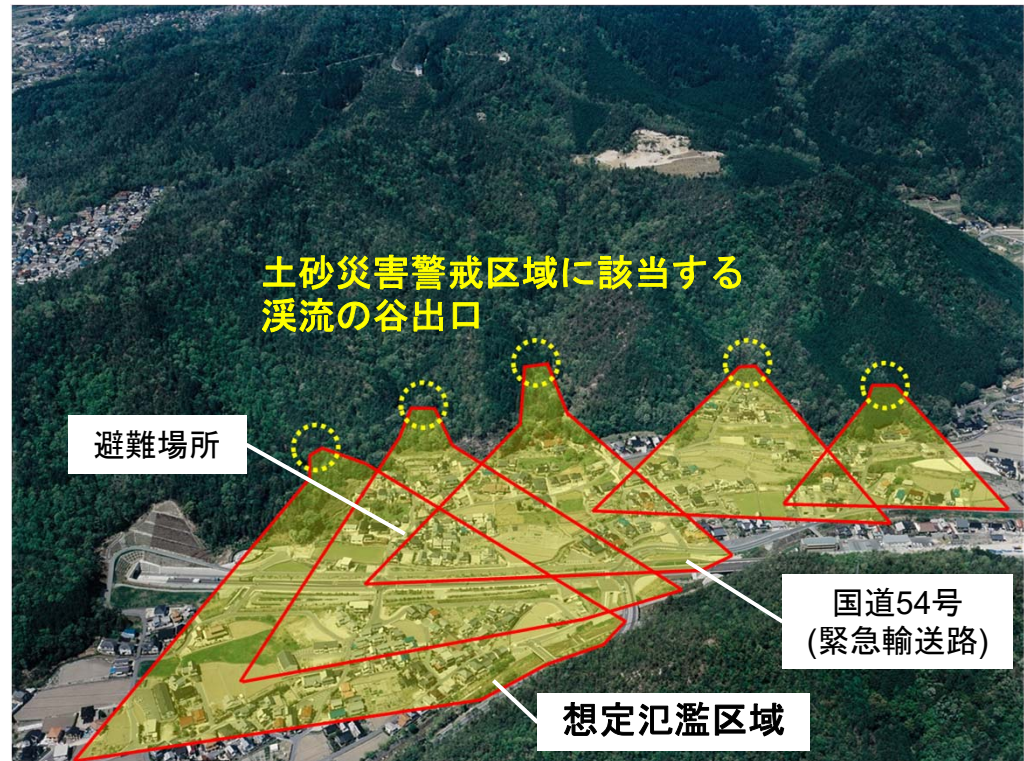 土砂災害警戒区域に該当する
渓流の谷出口
避難場所
国道54号
(緊急輸送路)
想定氾濫区域